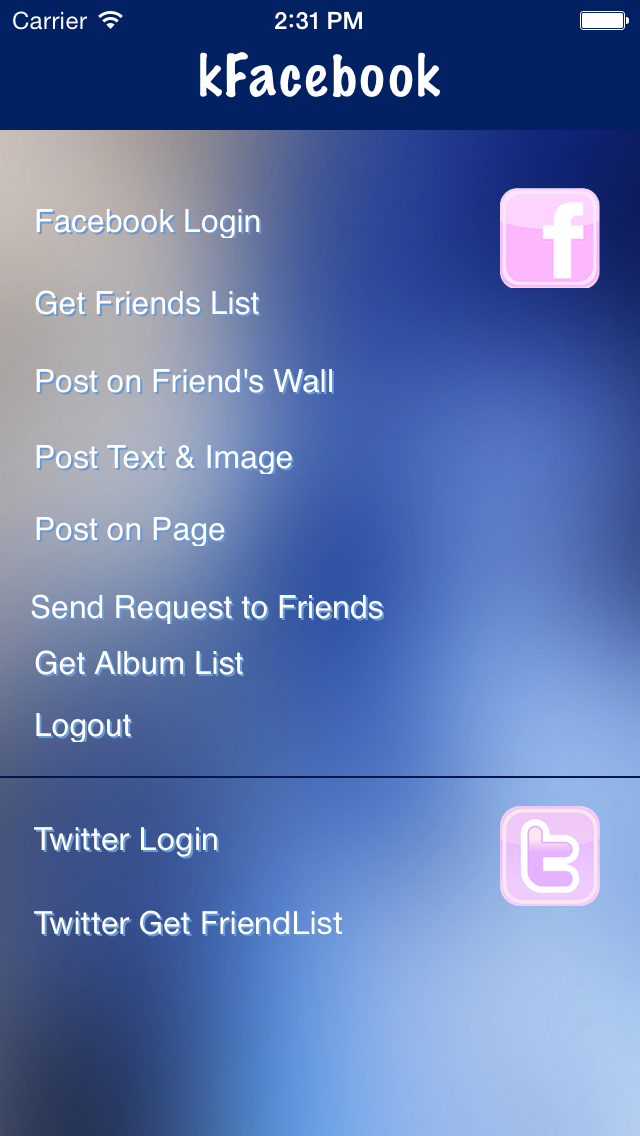 Carrier 2:31 PM
kFacebook
Facebook Login
f
Get Friends List
Post on Friend's Wall
Post Text & Image
Post on Page
Send Request to Friends
Get Album List
Logout
Twitter Login
t
Twitter Get FriendList